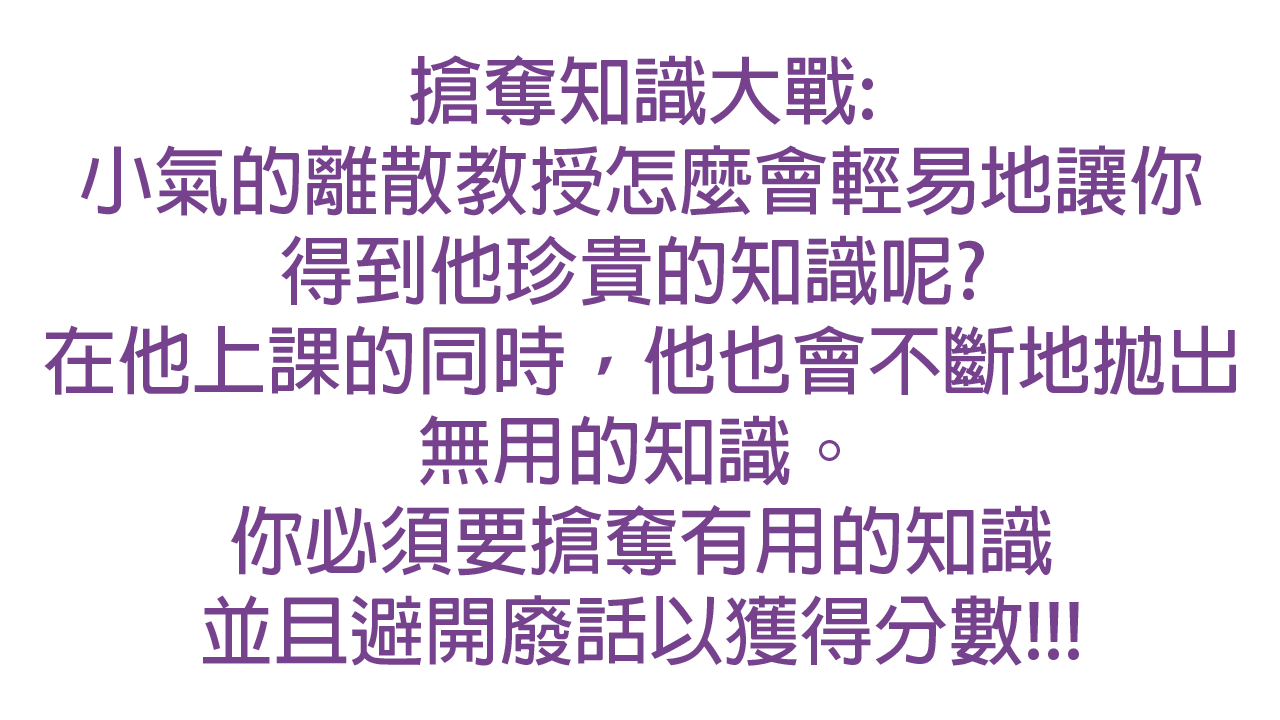 搶奪知識大戰:
小氣的離散教授怎麼會輕易地讓你
得到他珍貴的知識呢?
在他上課的同時，他也會不斷地拋出
無用的知識。
你必須要搶奪有用的知識
並且避開廢話以獲得分數!!!